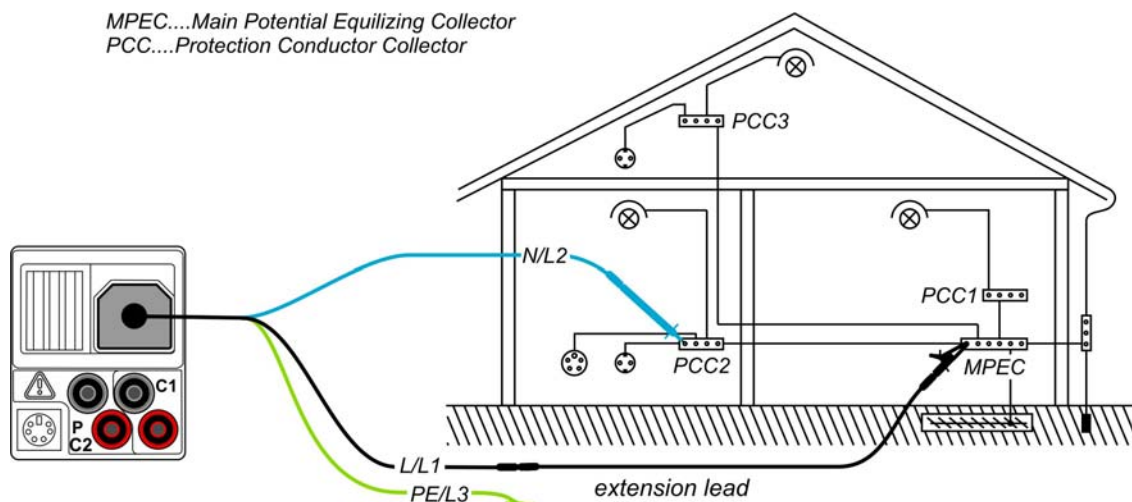 MPEC....Main Potential Equilizing Collector
PCC....Protection Conductor Collector
PCC3
N/L2
PCC1
PCC2
MPEC
C1
P
C2
L/L1
extension lead
PE/L3